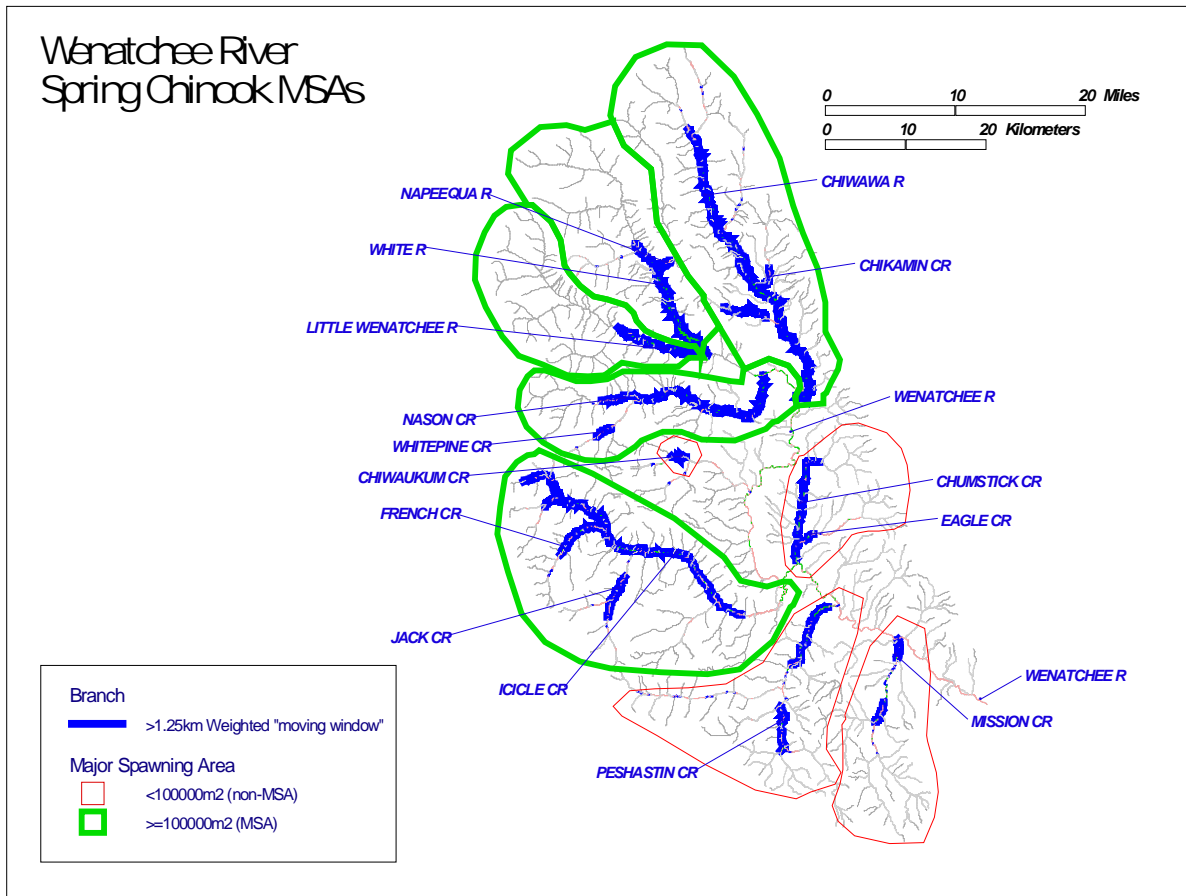 Wenatchee River
Spring Chinook MSAs
0 10 20 Miles
0 10 20 Kilometers
CHIWAWA R
NAPEEQUA R
WHITE R
CHIKAMIN CR
LITTLE WENATCHEE R
WENATCHEE R
NASON CR
WHITEPINE CR
CHIWAUKUM CR
CHUMSTICK CR
FRENCH CR
EAGLE CR
JACK CR
ICICLE CR
WENATCHEE R
MISSION CR
PESHASTIN CR
Branch
>1.25km Weighted "moving window"
Major Spawning Area
<100000m2 (non-MSA)
>=100000m2 (MSA)